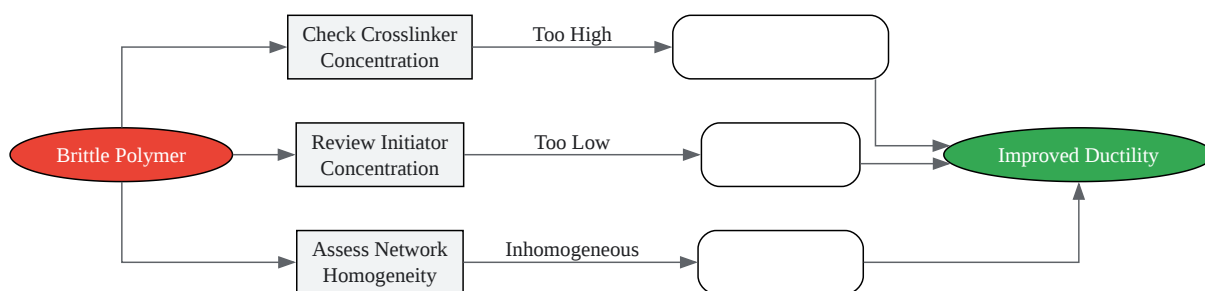 Check Crosslinker
Concentration
Too High
Brittle Polymer
Review Initiator
Concentration
Too Low
Improved Ductility
Assess Network
Homogeneity
Inhomogeneous